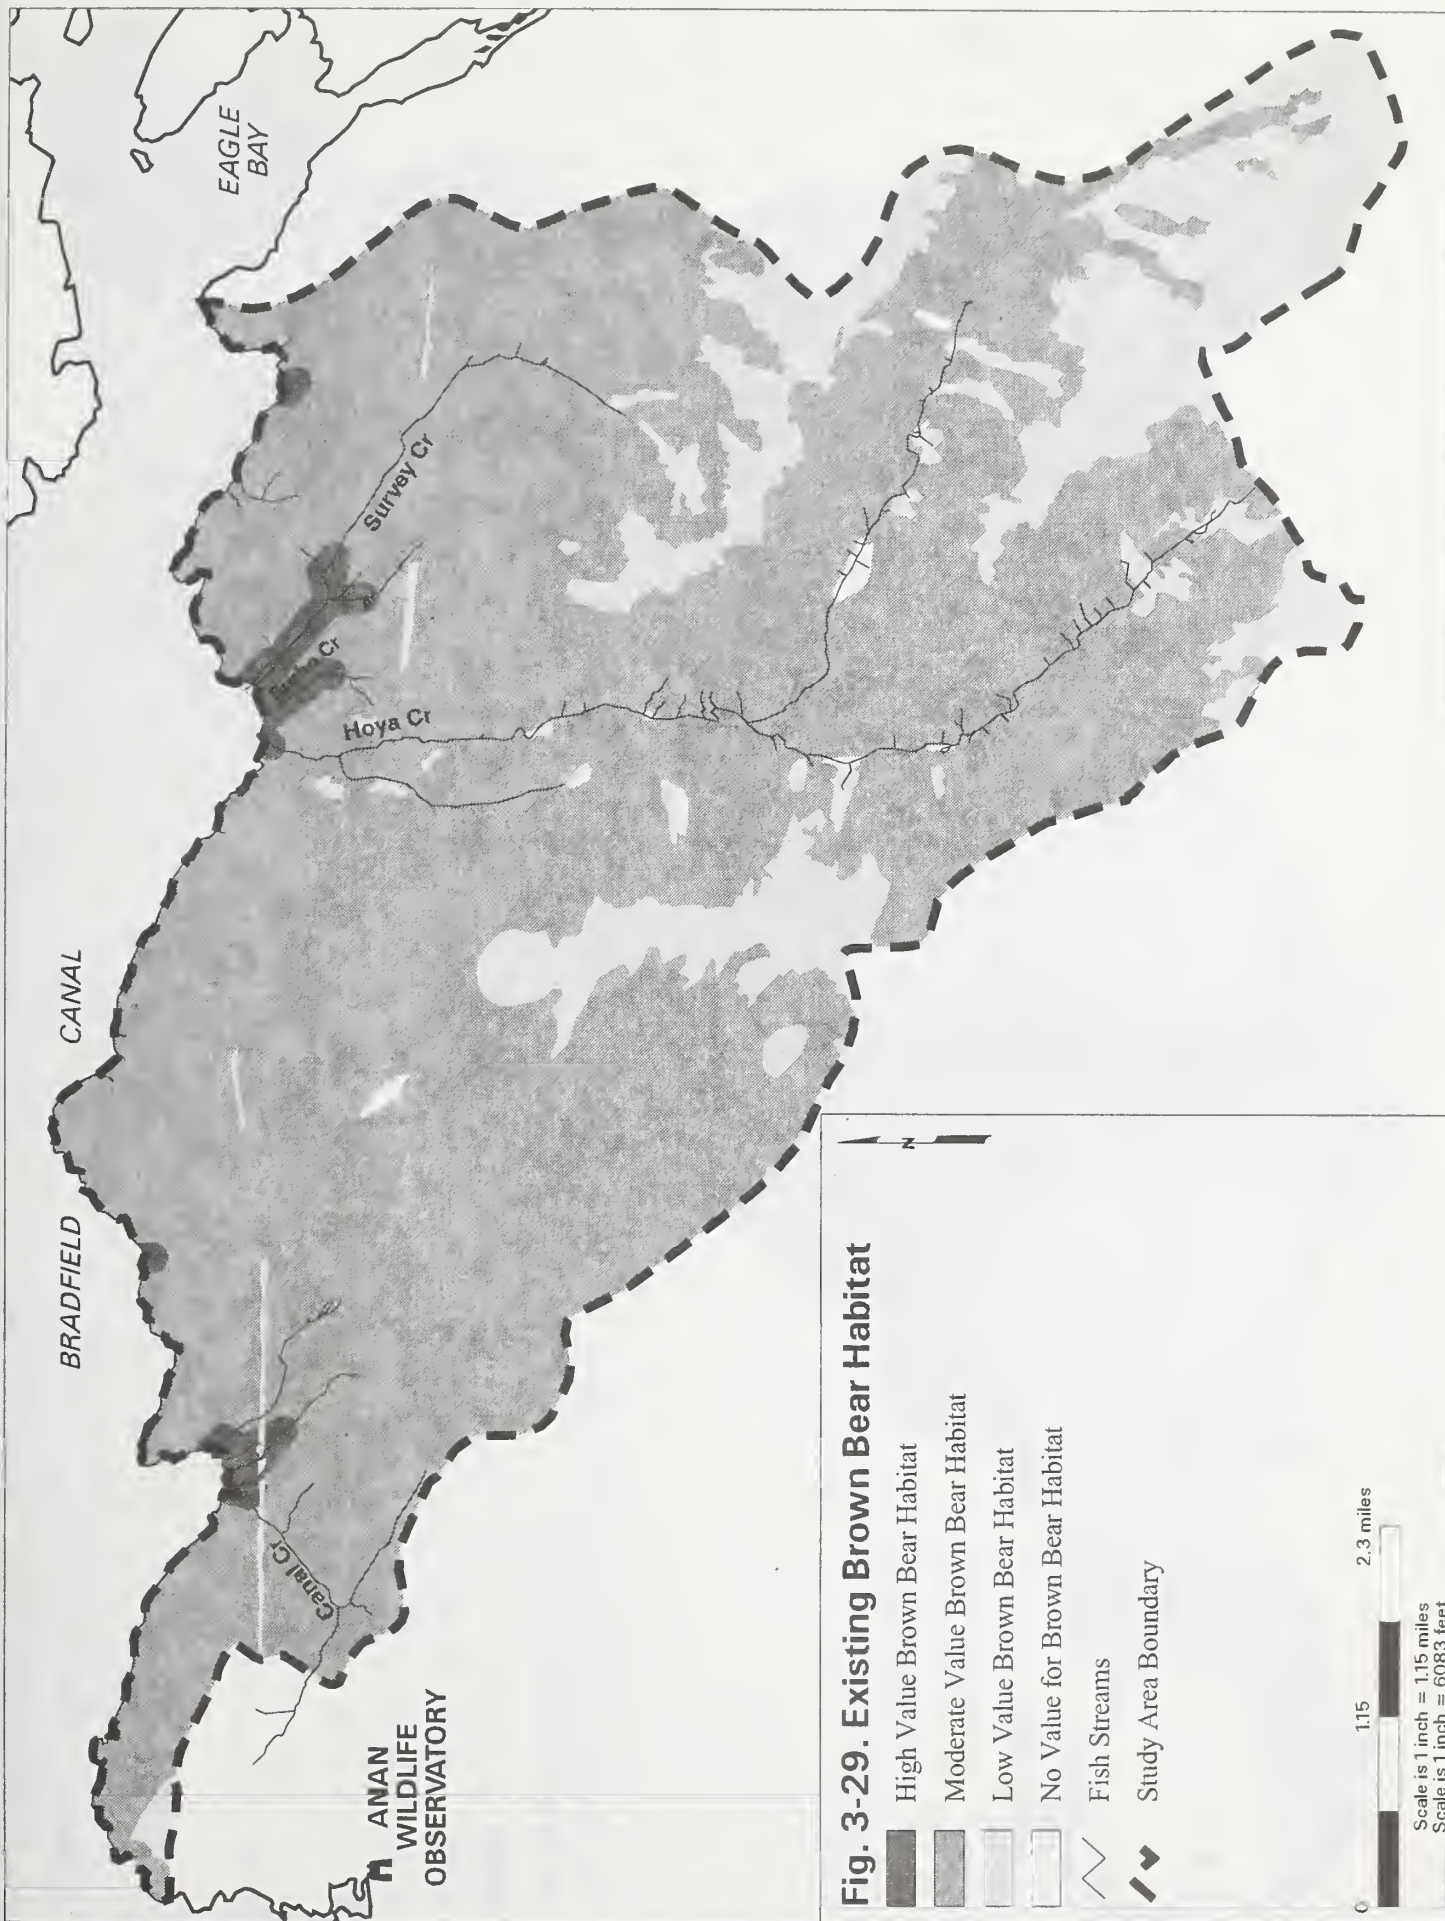 BRADFIELD CANAL
EAGLE
BAY
Survey Cr
Cr
Hoya Cr
Canal Cr
ANAN
WILDLIFE
OBSERVATORY
Fig. 3-29. Existing Brown Bear Habitat
N
High Value Brown Bear Habitat
Moderate Value Brown Bear Habitat
Low Value Brown Bear Habitat
No Value for Brown Bear Habitat
Fish Streams
Study Area Boundary
0 1.15 2.3 miles
Scale is 1 inch = 1.15 miles
Scale is 1 inch = 6083 feet